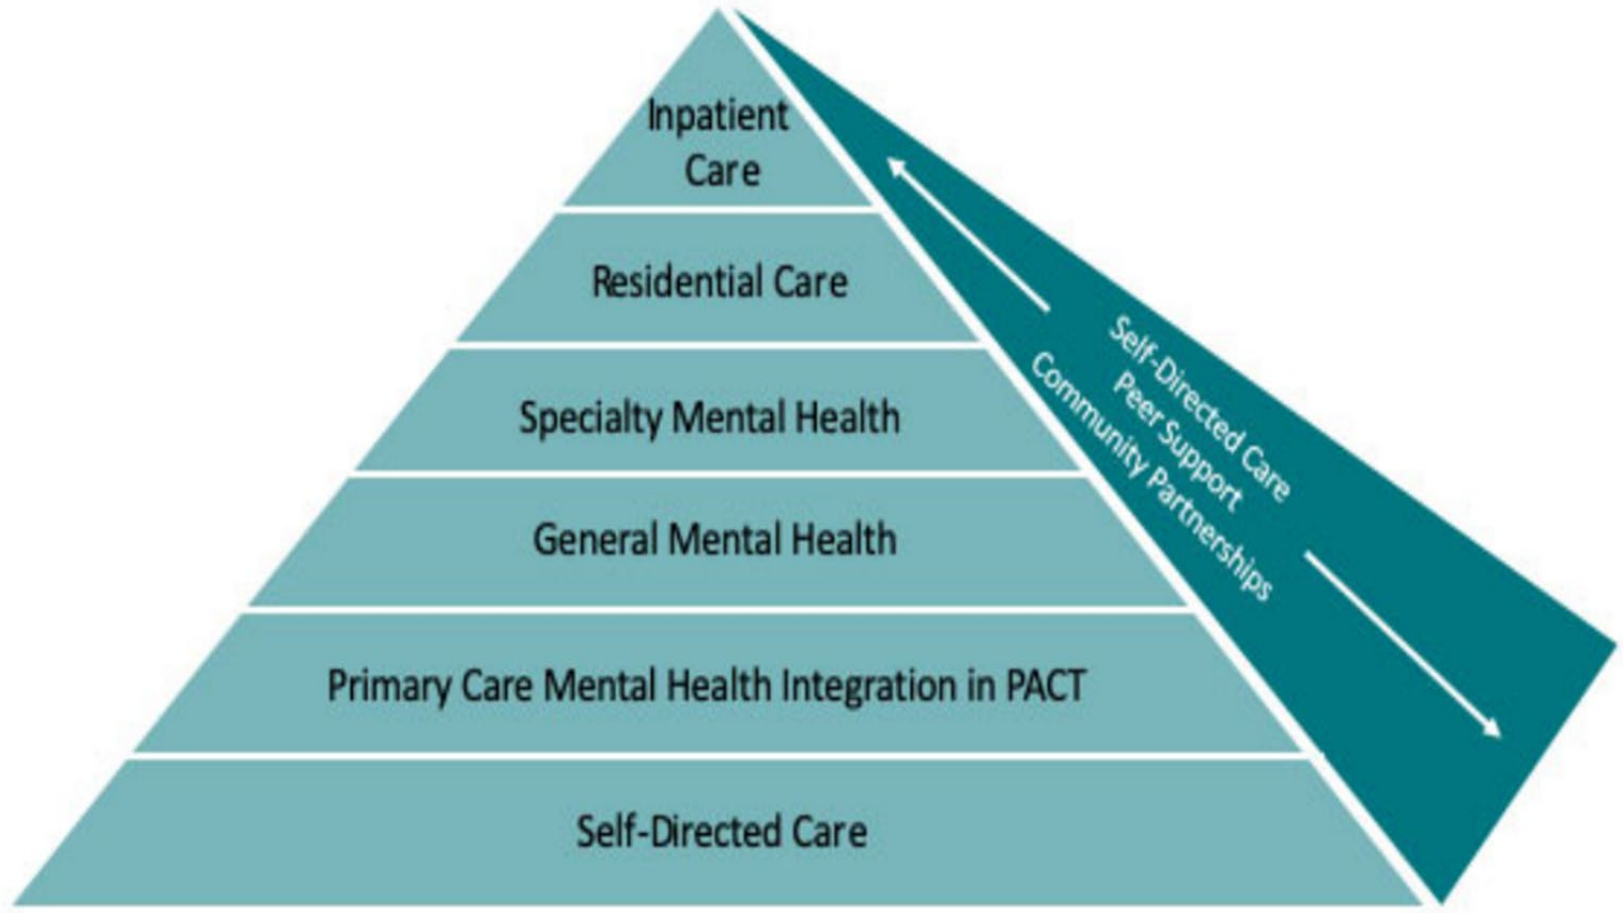 Inpatient
Care
Residential Care
Specialty Mental Health
General Mental Health
Primary Care Mental Health Integration in PACT
Self-Directed Care
Self-Directed Care
Peer Support
Community Partnerships